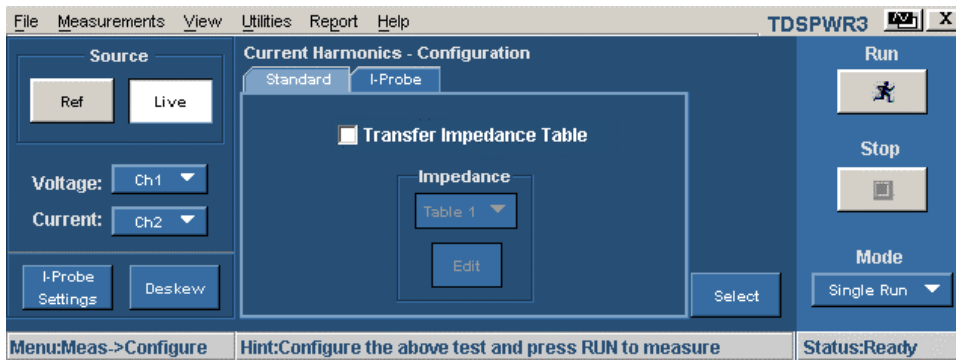 File Measurements View Utilities Report Help
TDSPWR3
X
Source
Ref Live
Voltage: Ch1
Current: Ch2
I-Probe Settings
Deskew
Current Harmonics - Configuration
Standard I-Probe
Transfer Impedance Table
Impedance
Table 1
Edit
Select
Run
Stop
Mode
Single Run
Menu:Meas->Configure
Hint:Configure the above test and press RUN to measure
Status:Ready